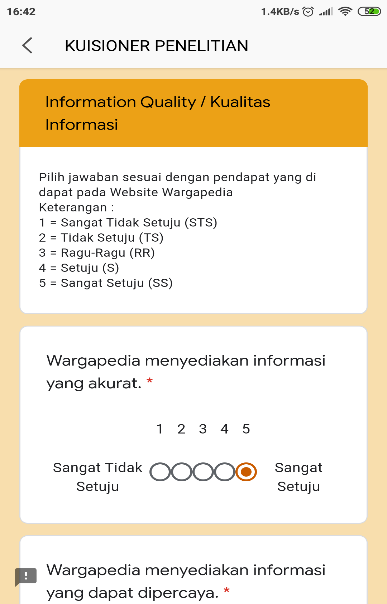 16:42
1.4KB/s
52
KUISIONER PENELITIAN
Information Quality / Kualitas
Informasi
Pilih jawaban sesuai dengan pendapat yang di
dapat pada Website Wargapedia
Keterangan :
1 = Sangat Tidak Setuju (STS)
2 = Tidak Setuju (TS)
3 = Ragu-Ragu (RR)
4 = Setuju (S)
5 = Sangat Setuju (SS)
Wargapedia menyediakan informasi
yang akurat. *
1 2 3 4 5
Sangat Tidak
Setuju
Sangat
Setuju
Wargapedia menyediakan informasi
yang dapat dipercaya. *